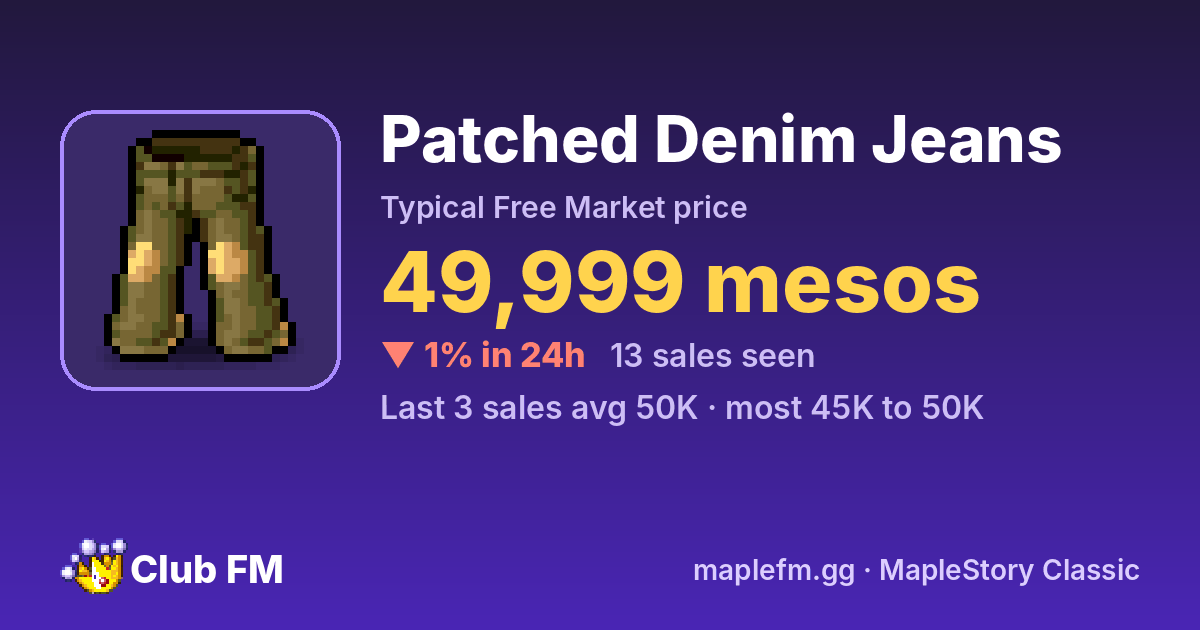 Patched Denim Jeans
Typical Free Market price
49,999 mesos
▼ 1% in 24h 13 sales seen
Last 3 sales avg 50K · most 45K to 50K
Club FM
maplefm.gg · MapleStory Classic